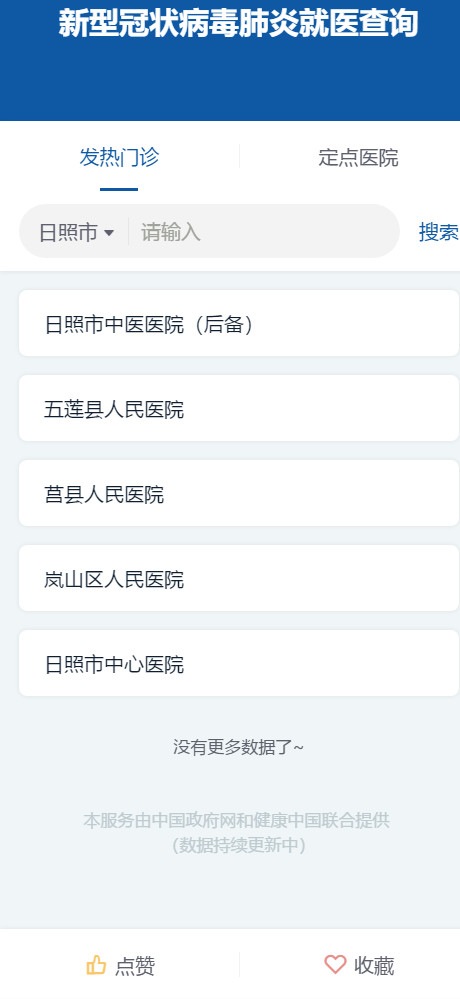 新型冠状病毒肺炎就医查询
发热门诊
定点医院
日照市
请输入
搜索
日照市中医医院（后备）
五莲县人民医院
莒县人民医院
岚山区人民医院
日照市中心医院
没有更多数据了~
本服务由中国政府网和健康中国联合提供
（数据持续更新中）
点赞
收藏